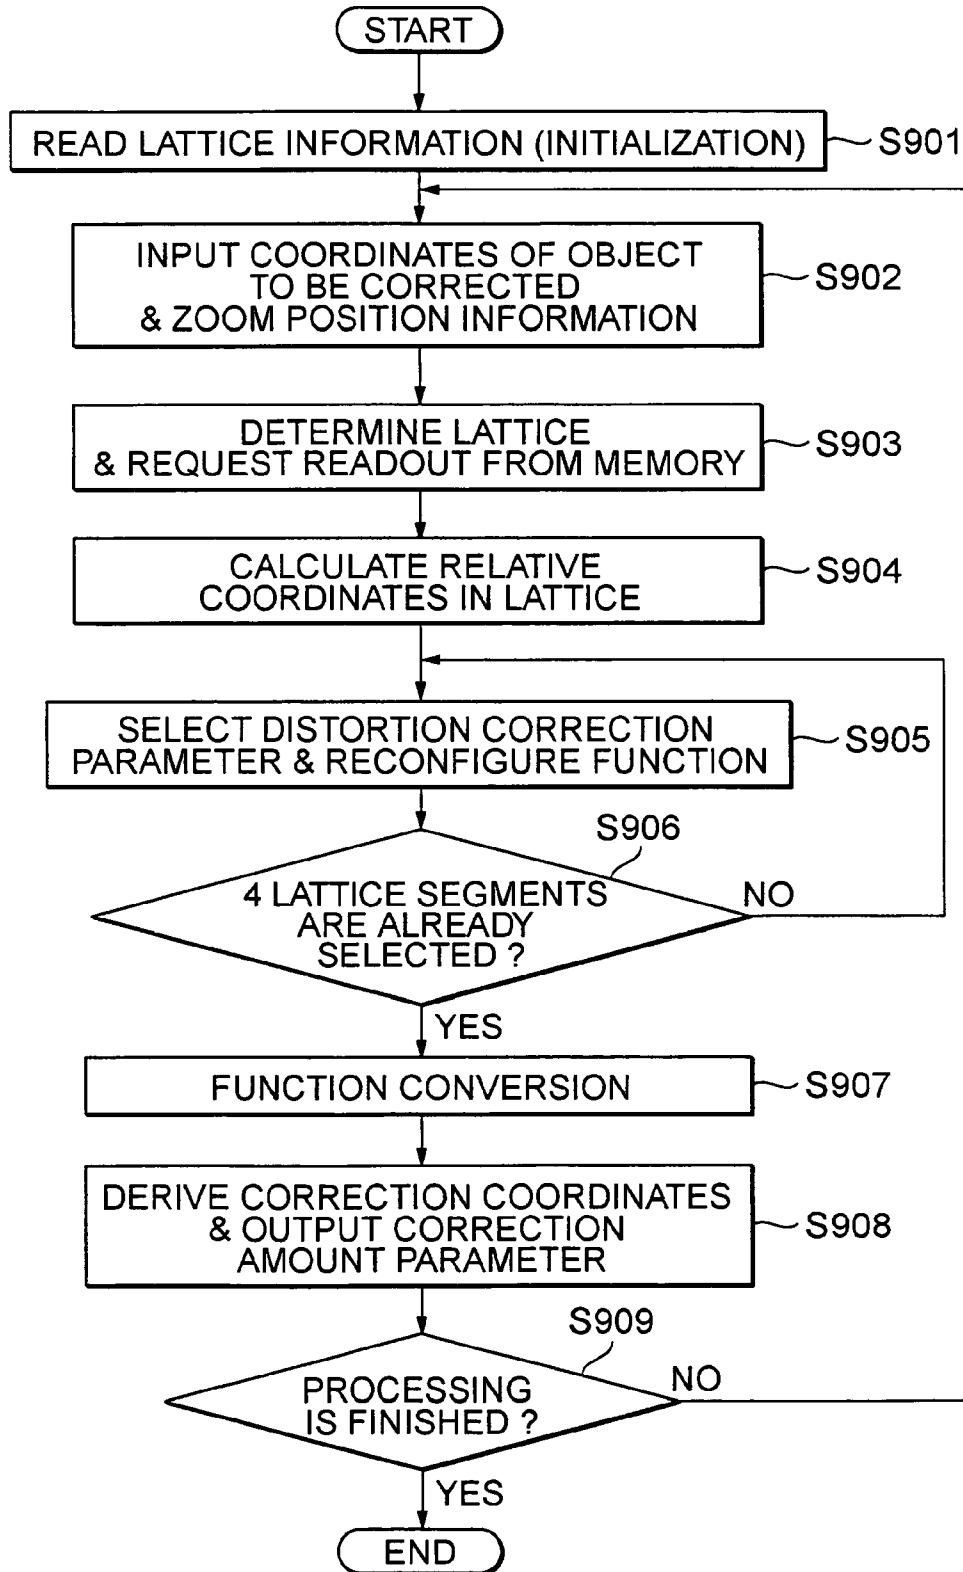 START
READ LATTICE INFORMATION (INITIALIZATION)
S901
INPUT COORDINATES OF OBJECT
TO BE CORRECTED
& ZOOM POSITION INFORMATION
S902
DETERMINE LATTICE
& REQUEST READOUT FROM MEMORY
S903
CALCULATE RELATIVE
COORDINATES IN LATTICE
S904
SELECT DISTORTION CORRECTION
PARAMETER & RECONFIGURE FUNCTION
S905
S906
4 LATTICE SEGMENTS
ARE ALREADY
SELECTED ?
NO
YES
FUNCTION CONVERSION
S907
DERIVE CORRECTION COORDINATES
& OUTPUT CORRECTION
AMOUNT PARAMETER
S908
S909
PROCESSING
IS FINISHED ?
NO
YES
END